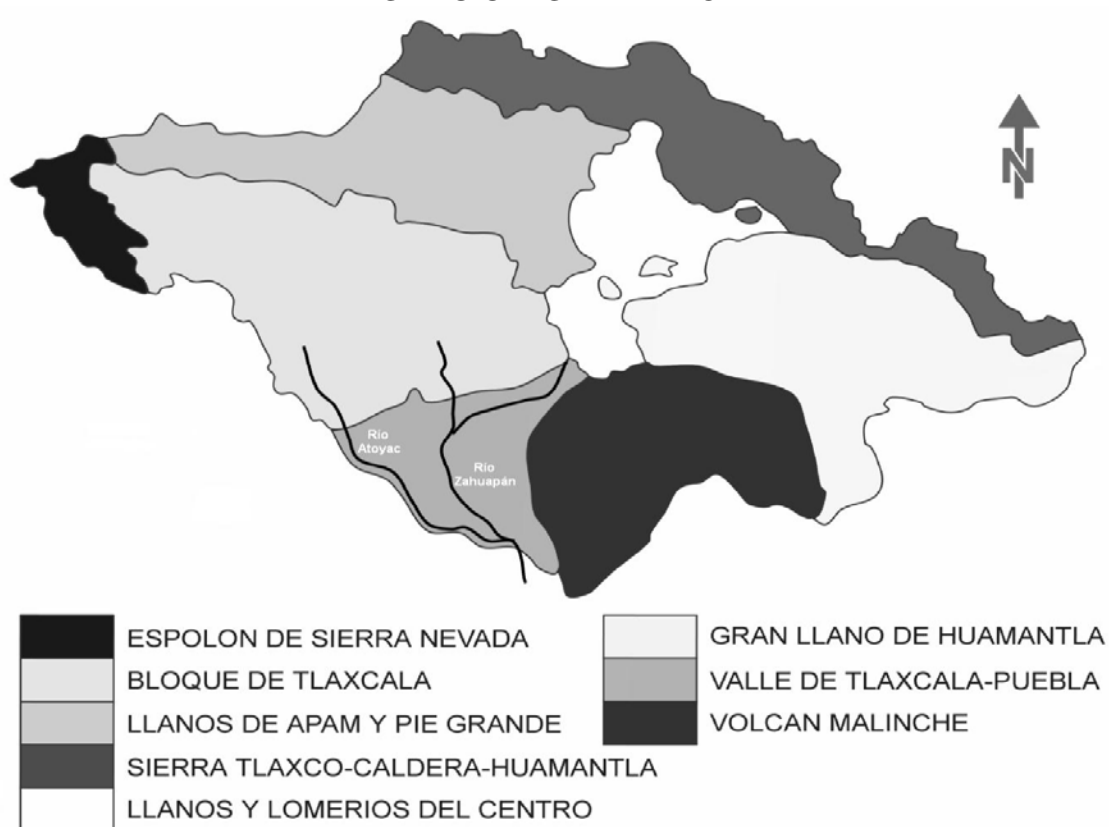 N
Río
Atoyac
Río
Zahuapán
ESPOLON DE SIERRA NEVADA
BLOQUE DE TLAXCALA
LLANOS DE APAM Y PIE GRANDE
SIERRA TLAXCO-CALDERA-HUAMANTLA
LLANOS Y LOMERIOS DEL CENTRO
GRAN LLANO DE HUAMANTLA
VALLE DE TLAXCALA-PUEBLA
VOLCAN MALINCHE